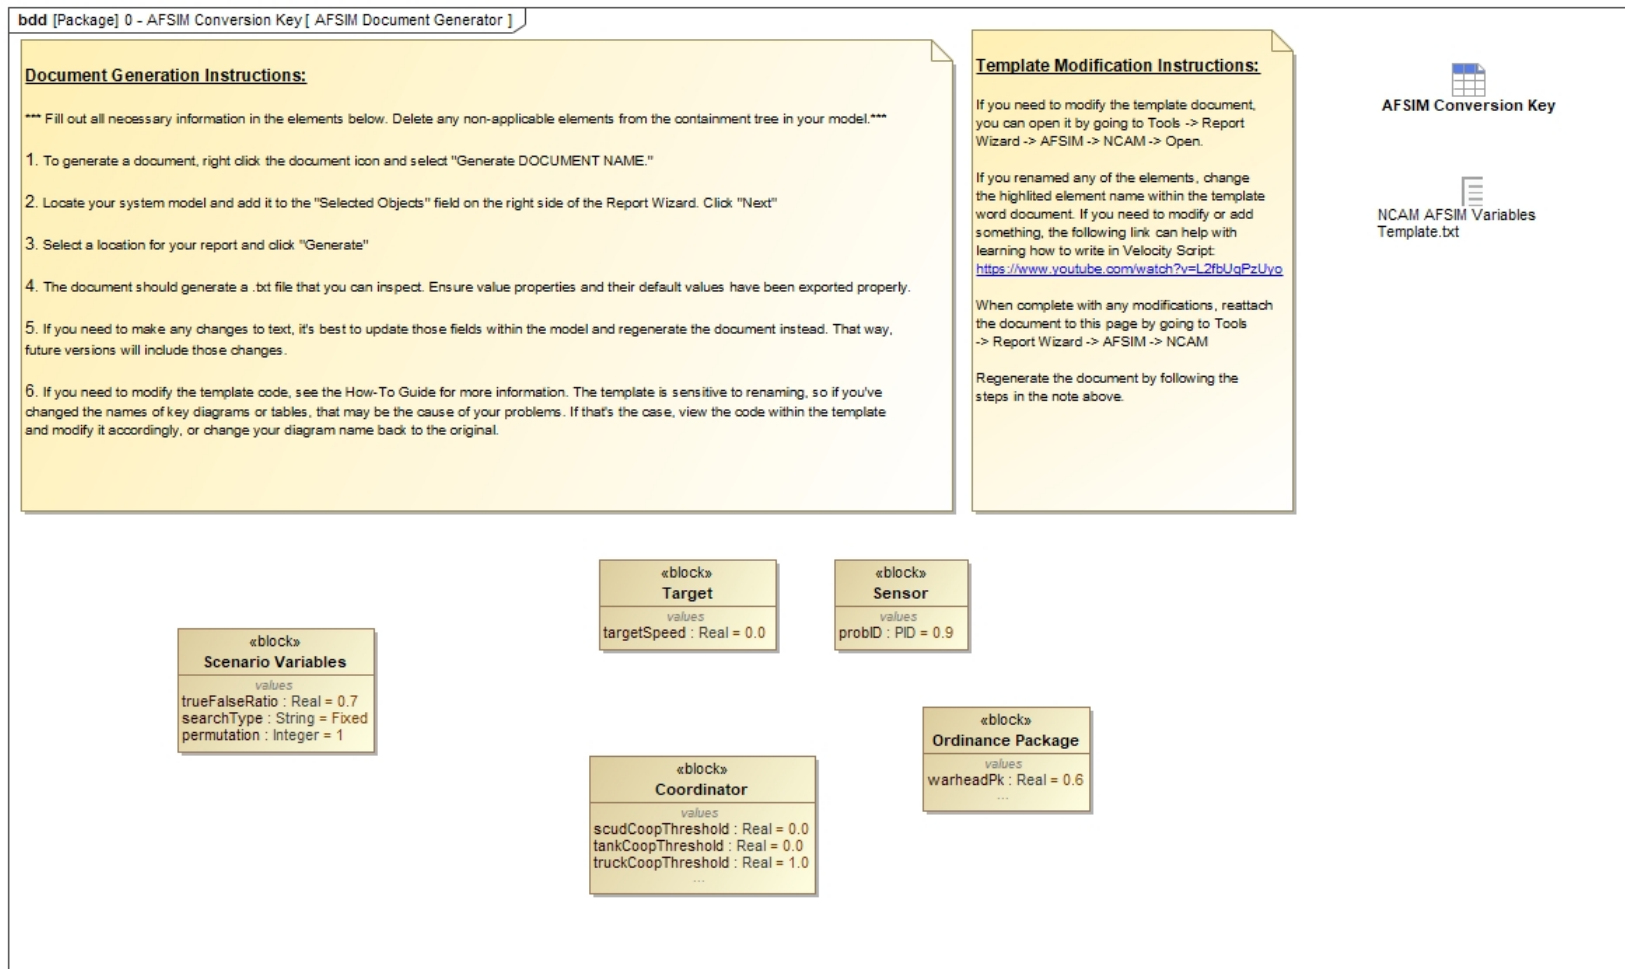 bdd [Package] 0 - AFSIM Conversion Key [ AFSIM Document Generator ]
Document Generation Instructions:
*** Fill out all necessary information in the elements below. Delete any non-applicable elements from the containment tree in your model.***
1. To generate a document, right click the document icon and select "Generate DOCUMENT NAME."
2. Locate your system model and add it to the "Selected Objects" field on the right side of the Report Wizard. Click "Next"
3. Select a location for your report and click "Generate"
4. The document should generate a .txt file that you can inspect. Ensure value properties and their default values have been exported properly.
5. If you need to make any changes to text, it's best to update those fields within the model and regenerate the document instead. That way,
future versions will include those changes.
6. If you need to modify the template code, see the How-To Guide for more information. The template is sensitive to renaming, so if you've
changed the names of key diagrams or tables, that may be the cause of your problems. If that's the case, view the code within the template
and modify it accordingly, or change your diagram name back to the original.
Template Modification Instructions:
If you need to modify the template document,
you can open it by going to Tools -> Report
Wizard -> AFSIM -> NCAM -> Open.
If you renamed any of the elements, change
the highlited element name within the template
word document. If you need to modify or add
something, the following link can help with
learning how to write in Velocity Script:
https://www.youtube.com/watch?v=L2fbUqPzUyo
When complete with any modifications, reattach
the document to this page by going to Tools
-> Report Wizard -> AFSIM -> NCAM
Regenerate the document by following the
steps in the note above.
AFSIM Conversion Key
NCAM AFSIM Variables
Template.txt
«block»
Target
values
targetSpeed : Real = 0.0
«block»
Sensor
values
probID : PID = 0.9
«block»
Scenario Variables
values
trueFalseRatio : Real = 0.7
searchType : String = Fixed
permutation : Integer = 1
«block»
Ordinance Package
values
warheadPk : Real = 0.6
...
«block»
Coordinator
values
scudCoopThreshold : Real = 0.0
tankCoopThreshold : Real = 0.0
truckCoopThreshold : Real = 1.0
...